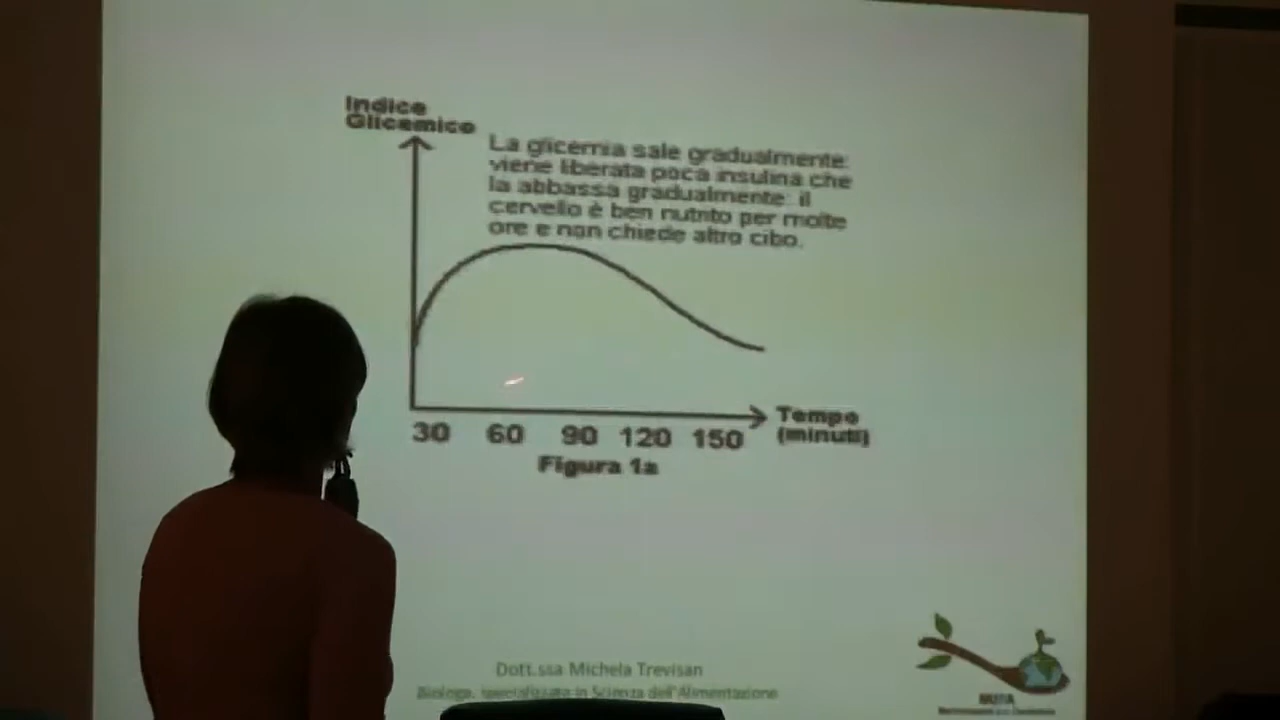 Indice
Glicemico
La glicemia sale gradualmente:
viene liberata poca insulina che
la abbassa gradualmente: il
cervello è ben nutrito per molte
ore e non chiede altro cibo.
30 60 90 120 150
Tempo
(minuti)
Figura 1a
Dott.ssa Michela Trevisan
Biologa, specializzata in Scienza dell'Alimentazione